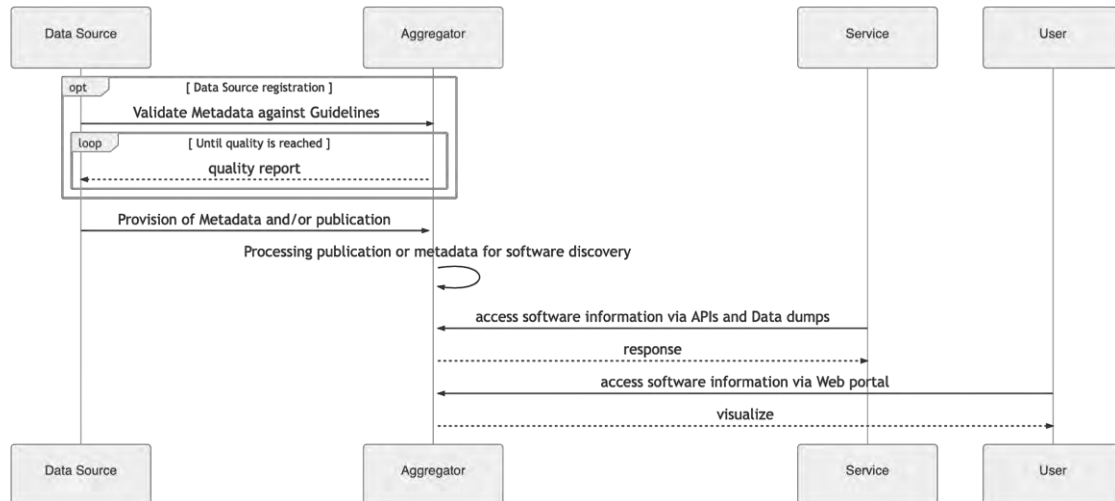 Data Source
Aggregator
Service
User
opt
[ Data Source registration ]
Validate Metadata against Guidelines
loop
[ Until quality is reached ]
quality report
Provision of Metadata and/or publication
Processing publication or metadata for software discovery
access software information via APIs and Data dumps
response
access software information via Web portal
visualize
Data Source
Aggregator
Service
User